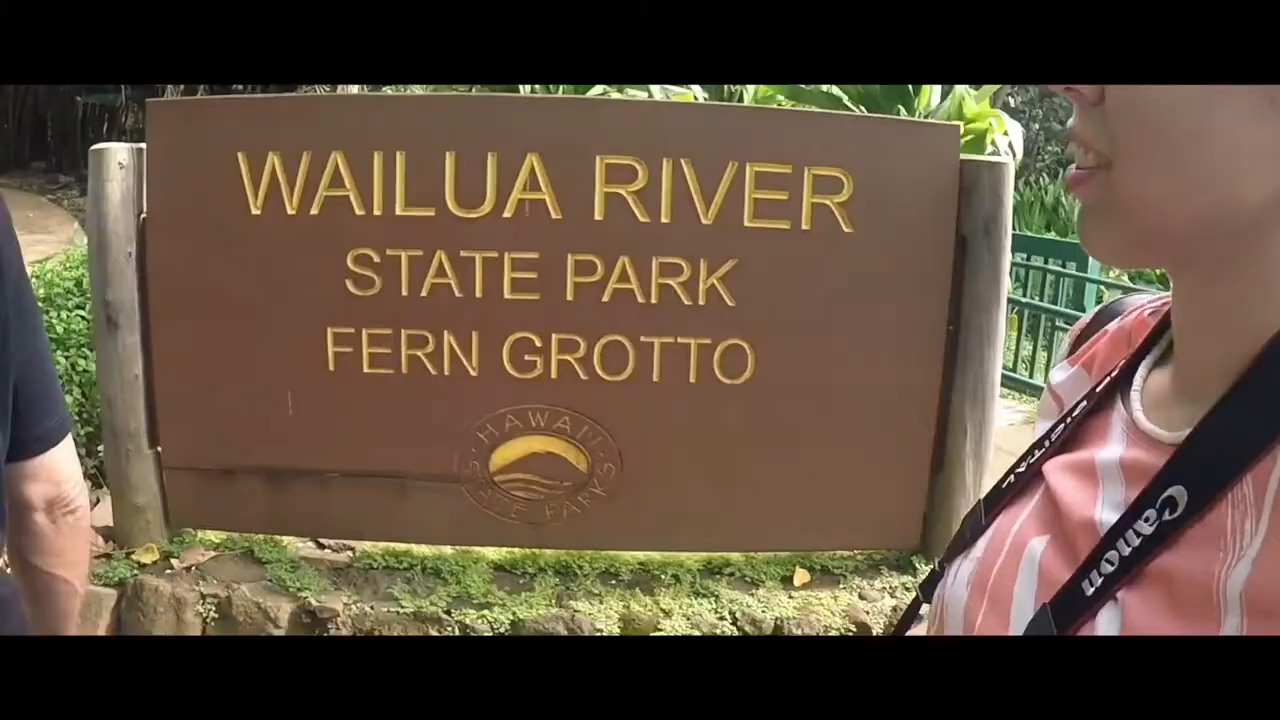 WAILUA RIVER
STATE PARK
FERN GROTTO
HAWAII
STATE PARKS
DIGITAL
Canon